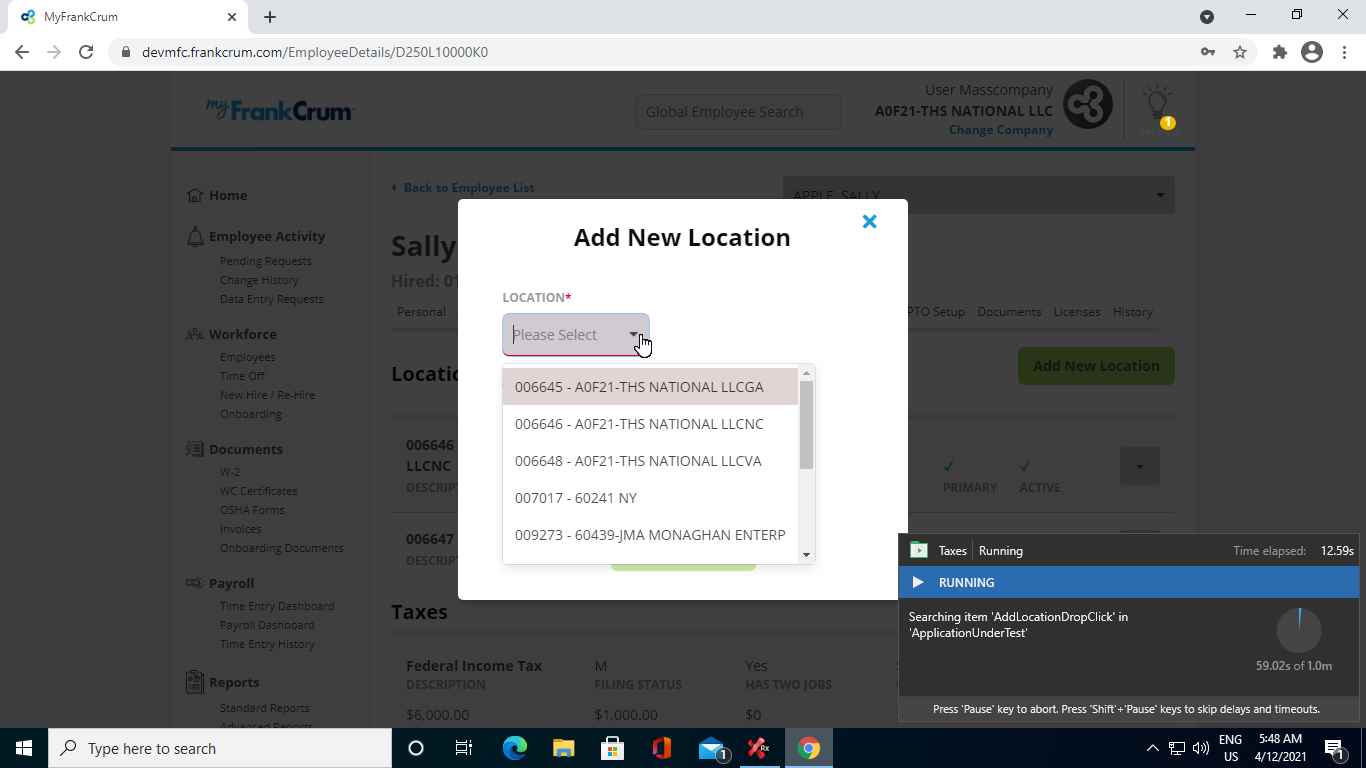 MyFrankCrum
devmfc.frankcrum.com/EmployeeDetails/D250L10000K0
myFrankCrum
Global Employee Search
User Masscompany
A0F21-THS NATIONAL LLC
Change Company
1
Home
Employee Activity
Pending Requests
Change History
Data Entry Requests
Workforce
Employees
Time Off
New Hire / Re-Hire
Onboarding
Documents
W-2
WC Certificates
OSHA Forms
Invoices
Onboarding Documents
Payroll
Time Entry Dashboard
Payroll Dashboard
Time Entry History
Reports
Standard Reports
Advanced Reports
Back to Employee List
APPLE, SALLY
Sally
Hired:
Personal
PTO Setup Documents Licenses History
Add New Location
006646
LLCNC
PRIMARY ACTIVE
006647
Taxes
Federal Income Tax M Yes
DESCRIPTION FILING STATUS HAS TWO JOBS
$6,000.00 $1,000.00 $0
Add New Location
LOCATION*
Please Select
006645 - A0F21-THS NATIONAL LLCGA
006646 - A0F21-THS NATIONAL LLCNC
006648 - A0F21-THS NATIONAL LLCVA
007017 - 60241 NY
009273 - 60439-JMA MONAGHAN ENTERP
Taxes Running Time elapsed: 12.59s
RUNNING
Searching item 'AddLocationDropClick' in
'ApplicationUnderTest'
59.02s of 1.0m
Press 'Pause' key to abort. Press 'Shift'+'Pause' keys to skip delays and timeouts.
Type here to search
1
Rx
ENG
US
5:48 AM
4/12/2021
1